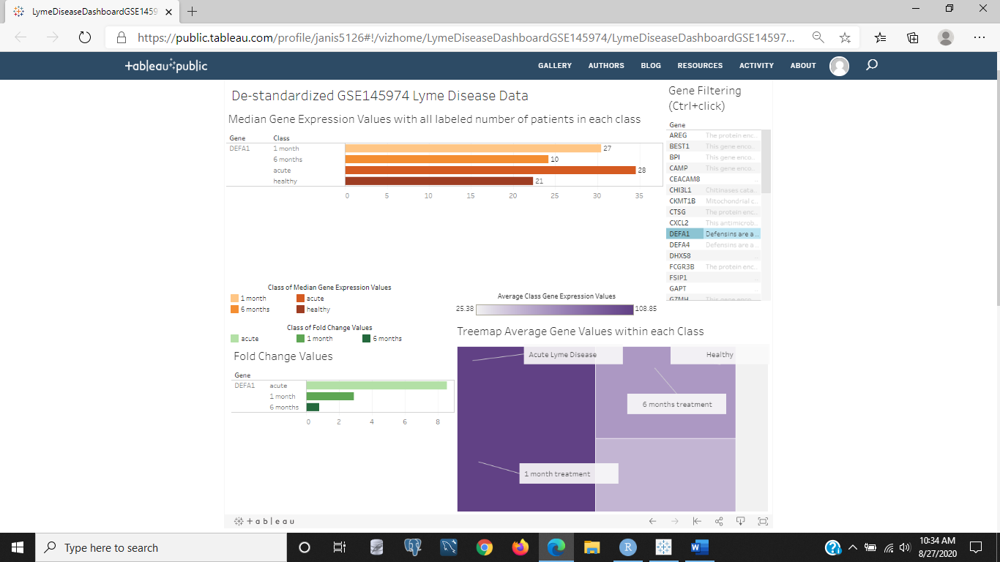 LymeDiseaseDashboardGSE1459
https://public.tableau.com/profile/janis5126#!/vizhome/LymeDiseaseDashboardGSE145974/LymeDiseaseDashboardGSE14597...
+ab|eau public
GALLERY AUTHORS BLOG RESOURCES ACTIVITY ABOUT
De-standardized GSE145974 Lyme Disease Data
Median Gene Expression Values with all labeled number of patients in each class
Gene Class
DEFA1 1 month 27
6 months 10
acute 28
healthy 21
0 5 10 15 20 25 30 35
Gene Filtering
(Ctrl+click)
Gene
AREG The protein enc...
BEST1 This gene enco...
BPI This gene enco...
CAMP This gene enco...
CEACAM8 ...
CHI3L1 Chitinases cata...
CKMT1B Mitochondrial c...
CTSG The protein enc...
CXCL2 This antimicrob...
DEFA1 Defensins are a ...
DEFA4 Defensins are a ...
DHX58 ...
FCGR3B The protein enc...
FSIP1 ...
GAPT ...
GZMH This gene enco...
Class of Median Gene Expression Values
1 month acute
6 months healthy
Class of Fold Change Values
acute 1 month 6 months
Fold Change Values
Gene
DEFA1 acute
1 month
6 months
0 2 4 6 8
Average Class Gene Expression Values
25.38 108.85
Treemap Average Gene Values within each Class
Acute Lyme Disease
Healthy
6 months treatment
1 month treatment
+ a b | e a u
Type here to search
10:34 AM
8/27/2020